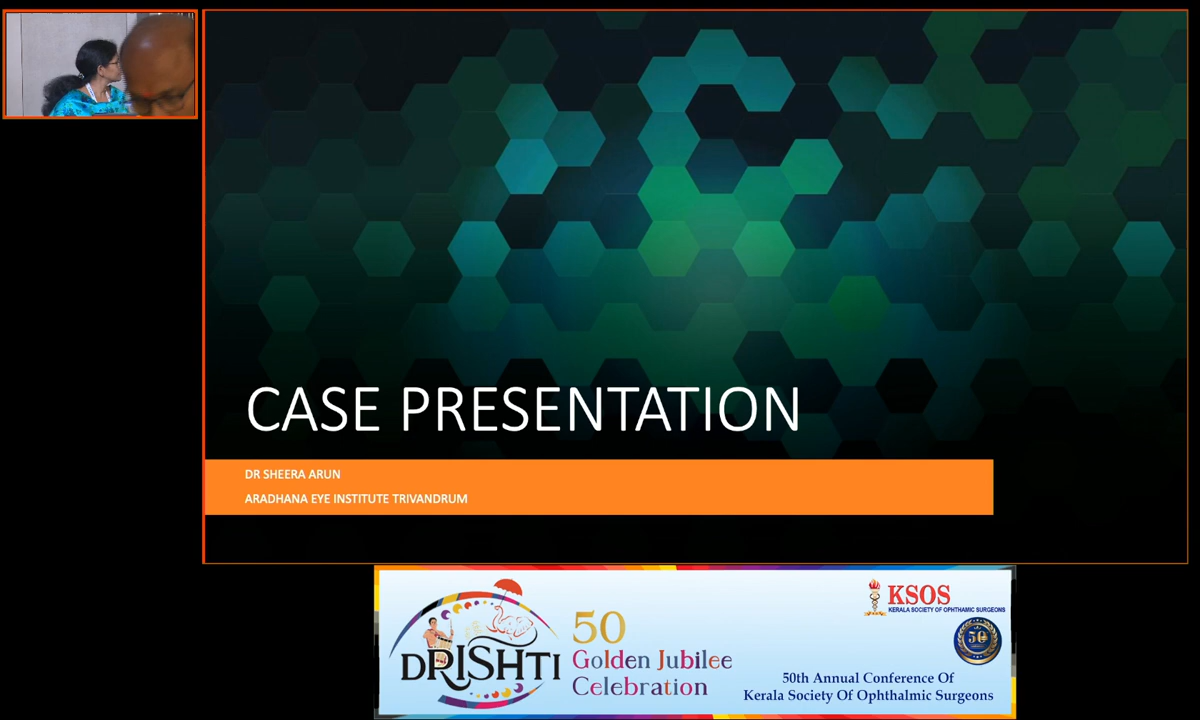 CASE PRESENTATION
DR SHEERA ARUN
ARADHANA EYE INSTITUTE TRIVANDRUM
DRISHTI
50
Golden Jubilee
Celebration
KSOS
KERALA SOCIETY OF OPHTHAMIC SURGEONS
50
50th Annual Conference Of
Kerala Society Of Ophthalmic Surgeons